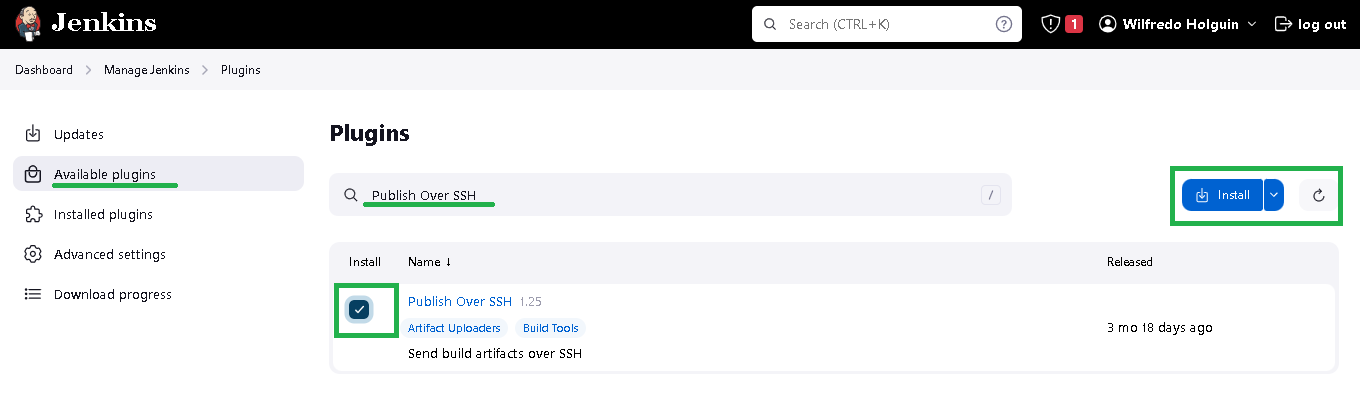 Jenkins
Search (CTRL+K)
?
1
Wilfredo Holguin
log out
Dashboard > Manage Jenkins > Plugins
Updates
Available plugins
Installed plugins
Advanced settings
Download progress
Plugins
Publish Over SSH
/
Install
Install Name ↓ Released
Publish Over SSH 1.25
Artifact Uploaders Build Tools
3 mo 18 days ago
Send build artifacts over SSH